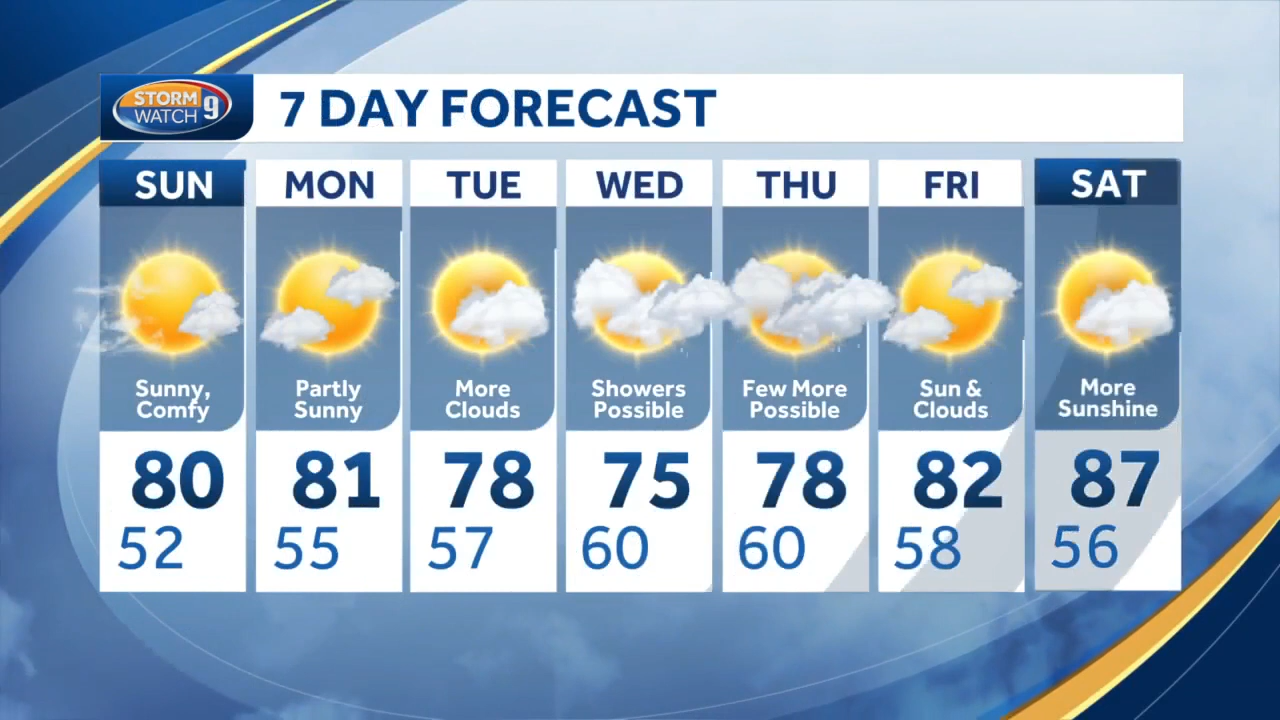 STORM
WATCH 9
7 DAY FORECAST
SUN
MON
TUE
WED
THU
FRI
SAT
Sunny,
Comfy
Partly
Sunny
More
Clouds
Showers
Possible
Few More
Possible
Sun &
Clouds
More
Sunshine
80
81
78
75
78
82
87
52
55
57
60
60
58
56